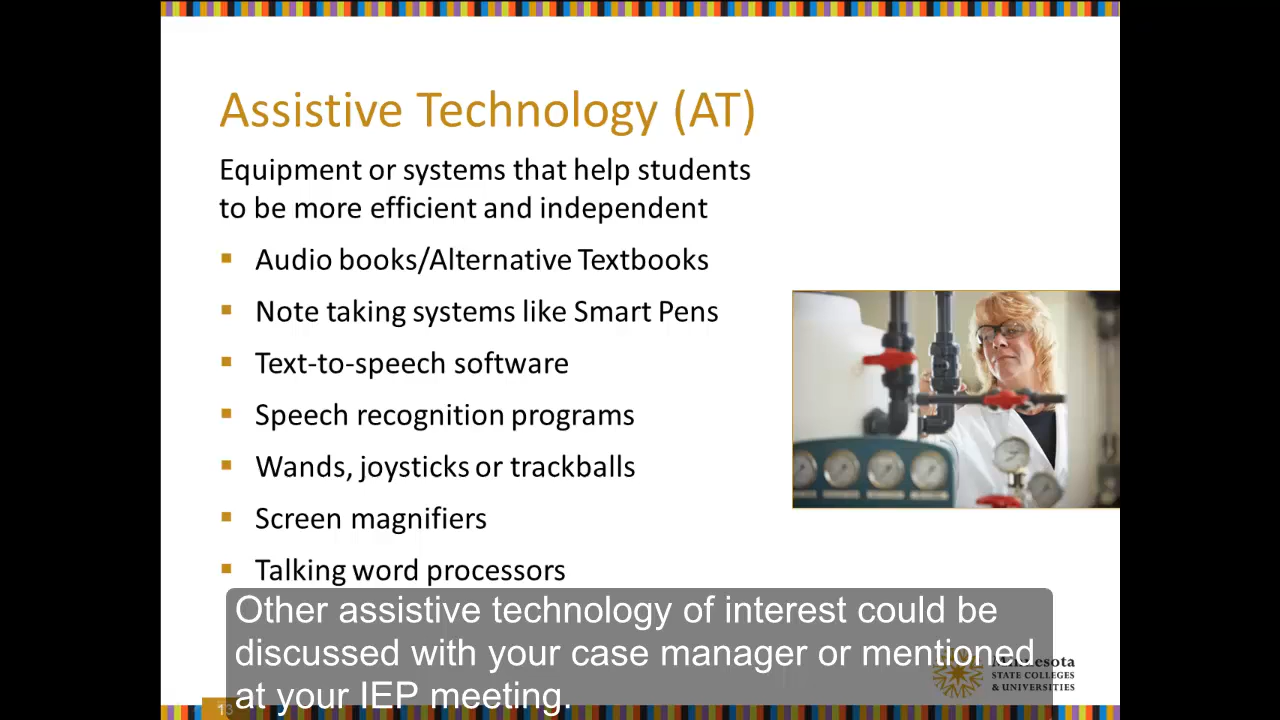 Assistive Technology (AT)
Equipment or systems that help students
to be more efficient and independent
Audio books/Alternative Textbooks
Note taking systems like Smart Pens
Text-to-speech software
Speech recognition programs
Wands, joysticks or trackballs
Screen magnifiers
Talking word processors
Other assistive technology of interest could be
discussed with your case manager or mentioned
at your IEP meeting.
Minnesota
STATE COLLEGES
& UNIVERSITIES
13